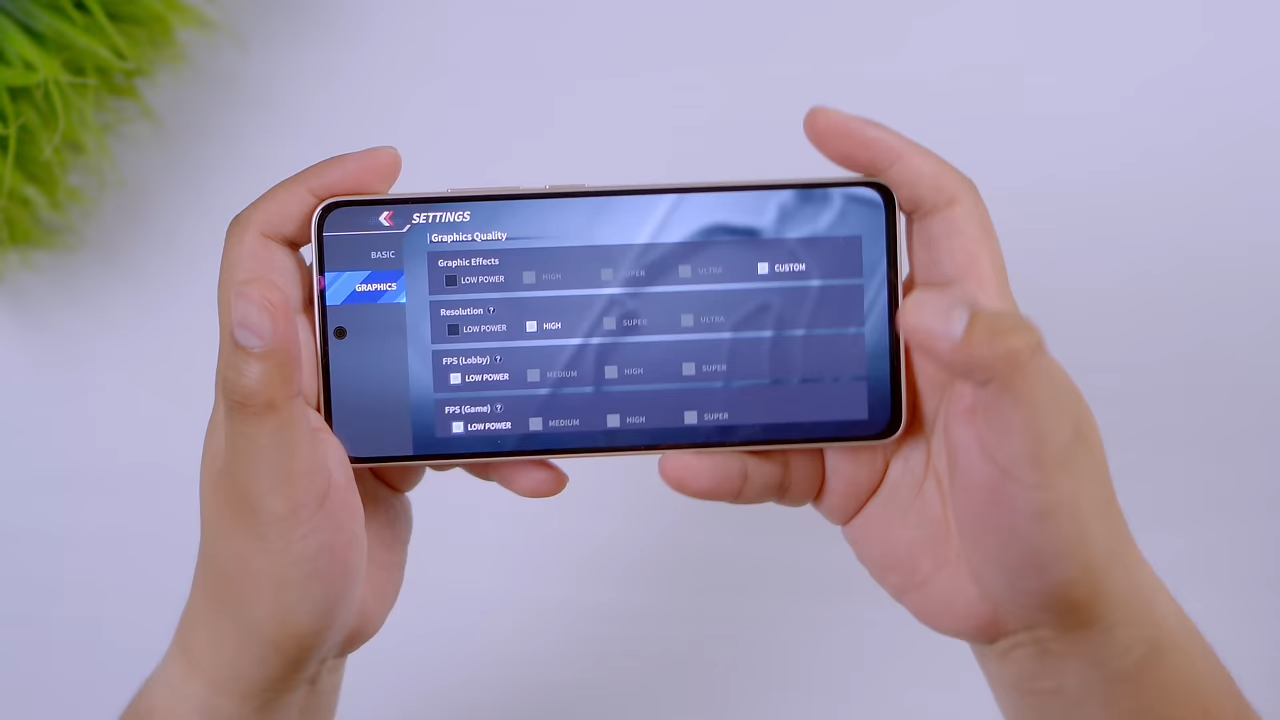 SETTINGS
BASIC
GRAPHICS
Graphics Quality
Graphic Effects
LOW POWER HIGH SUPER ULTRA CUSTOM
Resolution ?
LOW POWER HIGH SUPER ULTRA
FPS (Lobby) ?
LOW POWER MEDIUM HIGH SUPER
FPS (Game) ?
LOW POWER MEDIUM HIGH SUPER